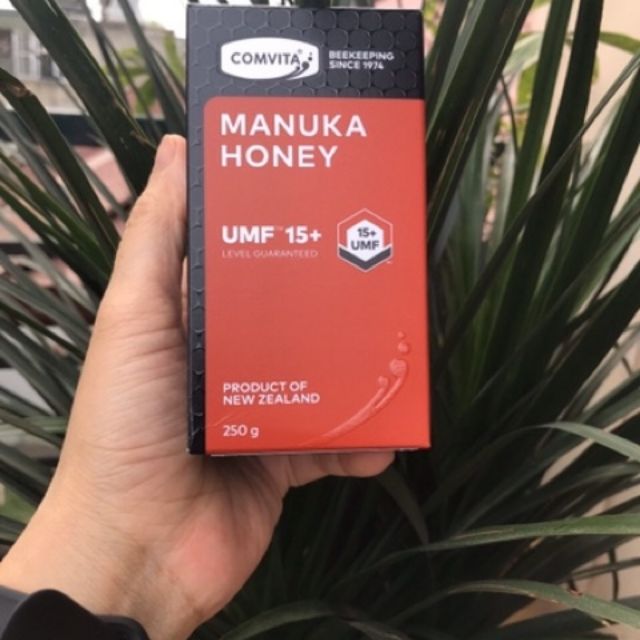 COMVITA
BEEKEEPING
SINCE 1974
MANUKA
HONEY
UMF™ 15+
LEVEL GUARANTEED
15+
UMF
PRODUCT OF
NEW ZEALAND
250 g